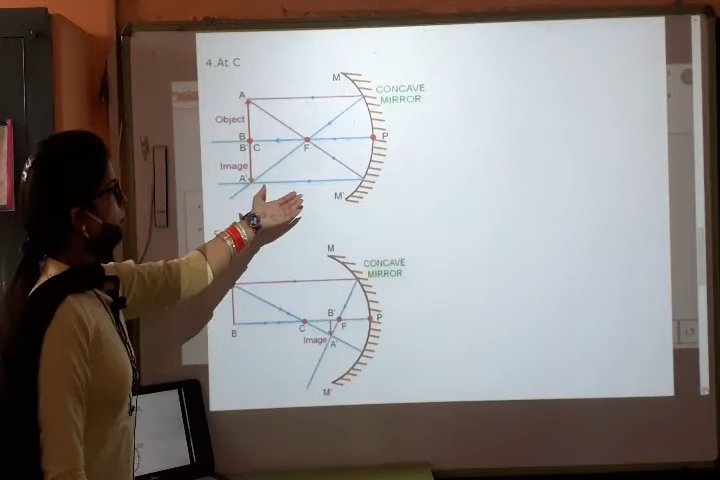 4.At C
M
CONCAVE
MIRROR
A
Object
B
B'
C
F
P
Image
A'
M'
M
CONCAVE
MIRROR
B
C
B'
F
P
Image
A'
M'